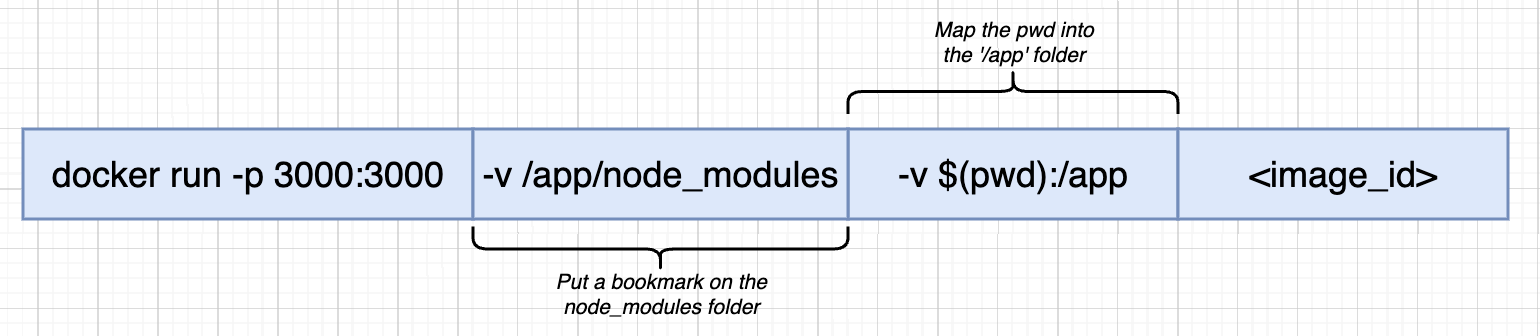 Map the pwd into
the '/app' folder
docker run -p 3000:3000 -v /app/node_modules -v $(pwd):/app <image_id>
Put a bookmark on the
node_modules folder